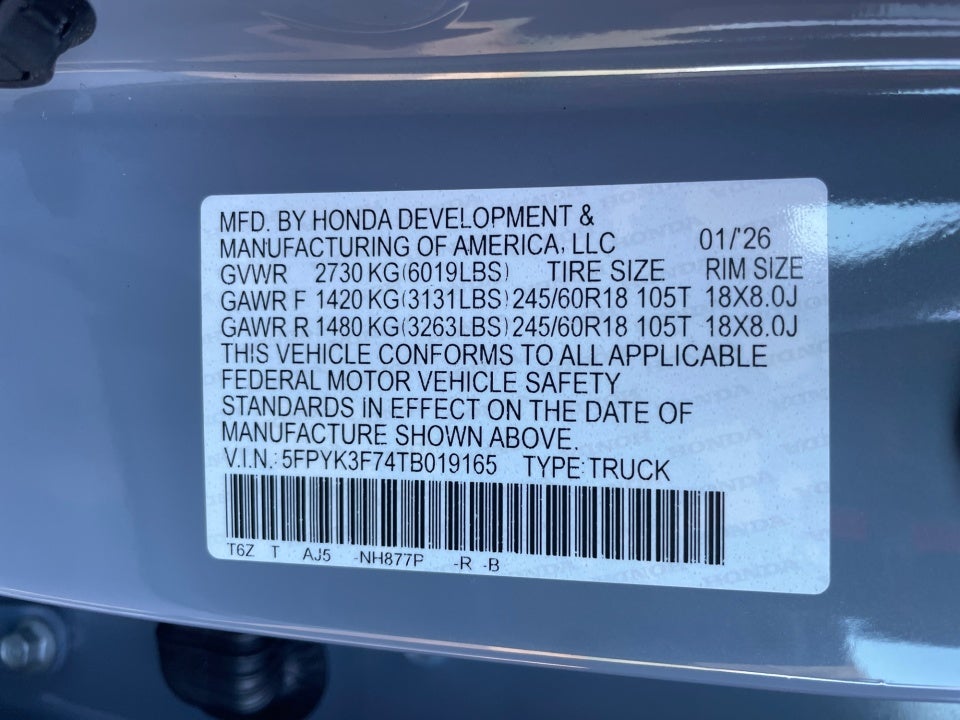 MFD. BY HONDA DEVELOPMENT &
MANUFACTURING OF AMERICA, LLC 01/'26
GVWR 2730 KG(6019LBS) TIRE SIZE RIM SIZE
GAWR F 1420 KG(3131LBS) 245/60R18 105T 18X8.0J
GAWR R 1480 KG(3263LBS) 245/60R18 105T 18X8.0J
THIS VEHICLE CONFORMS TO ALL APPLICABLE
FEDERAL MOTOR VEHICLE SAFETY
STANDARDS IN EFFECT ON THE DATE OF
MANUFACTURE SHOWN ABOVE.
V.I.N.: 5FPYK3F74TB019165 TYPE:TRUCK
T6Z T AJ5 -NH877P -R -B